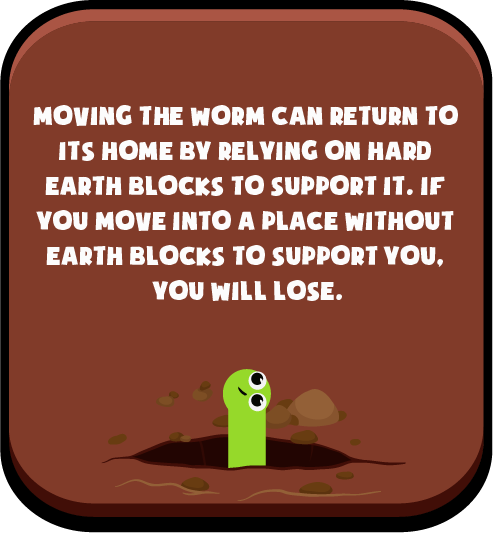 MOVING THE WORM CAN RETURN TO
ITS HOME BY RELYING ON HARD
EARTH BLOCKS TO SUPPORT IT. IF
YOU MOVE INTO A PLACE WITHOUT
EARTH BLOCKS TO SUPPORT YOU,
YOU WILL LOSE.